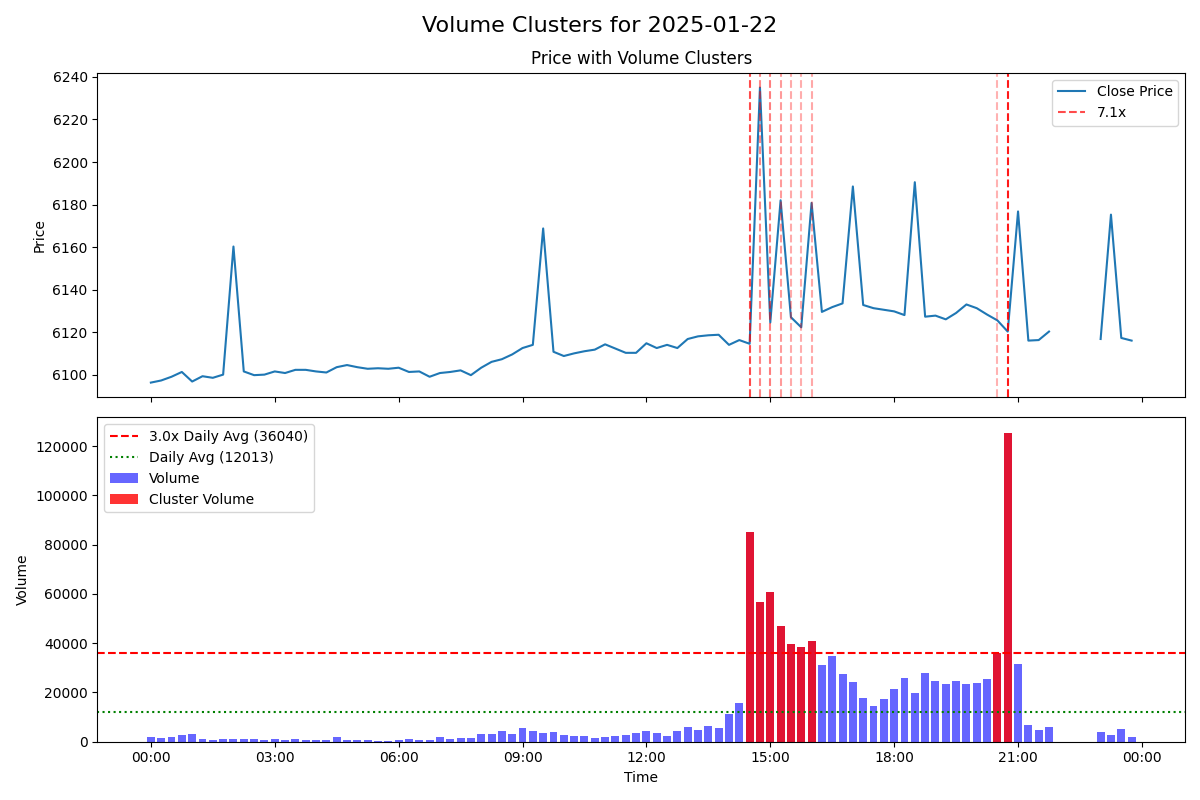 Volume Clusters for 2025-01-22
Price with Volume Clusters
6240
6220
6200
6180
6160
6140
6120
6100
Price
Close Price
7.1x
3.0x Daily Avg (36040)
Daily Avg (12013)
Volume
Cluster Volume
120000
100000
80000
60000
40000
20000
0
Volume
00:00 03:00 06:00 09:00 12:00 15:00 18:00 21:00 00:00
Time